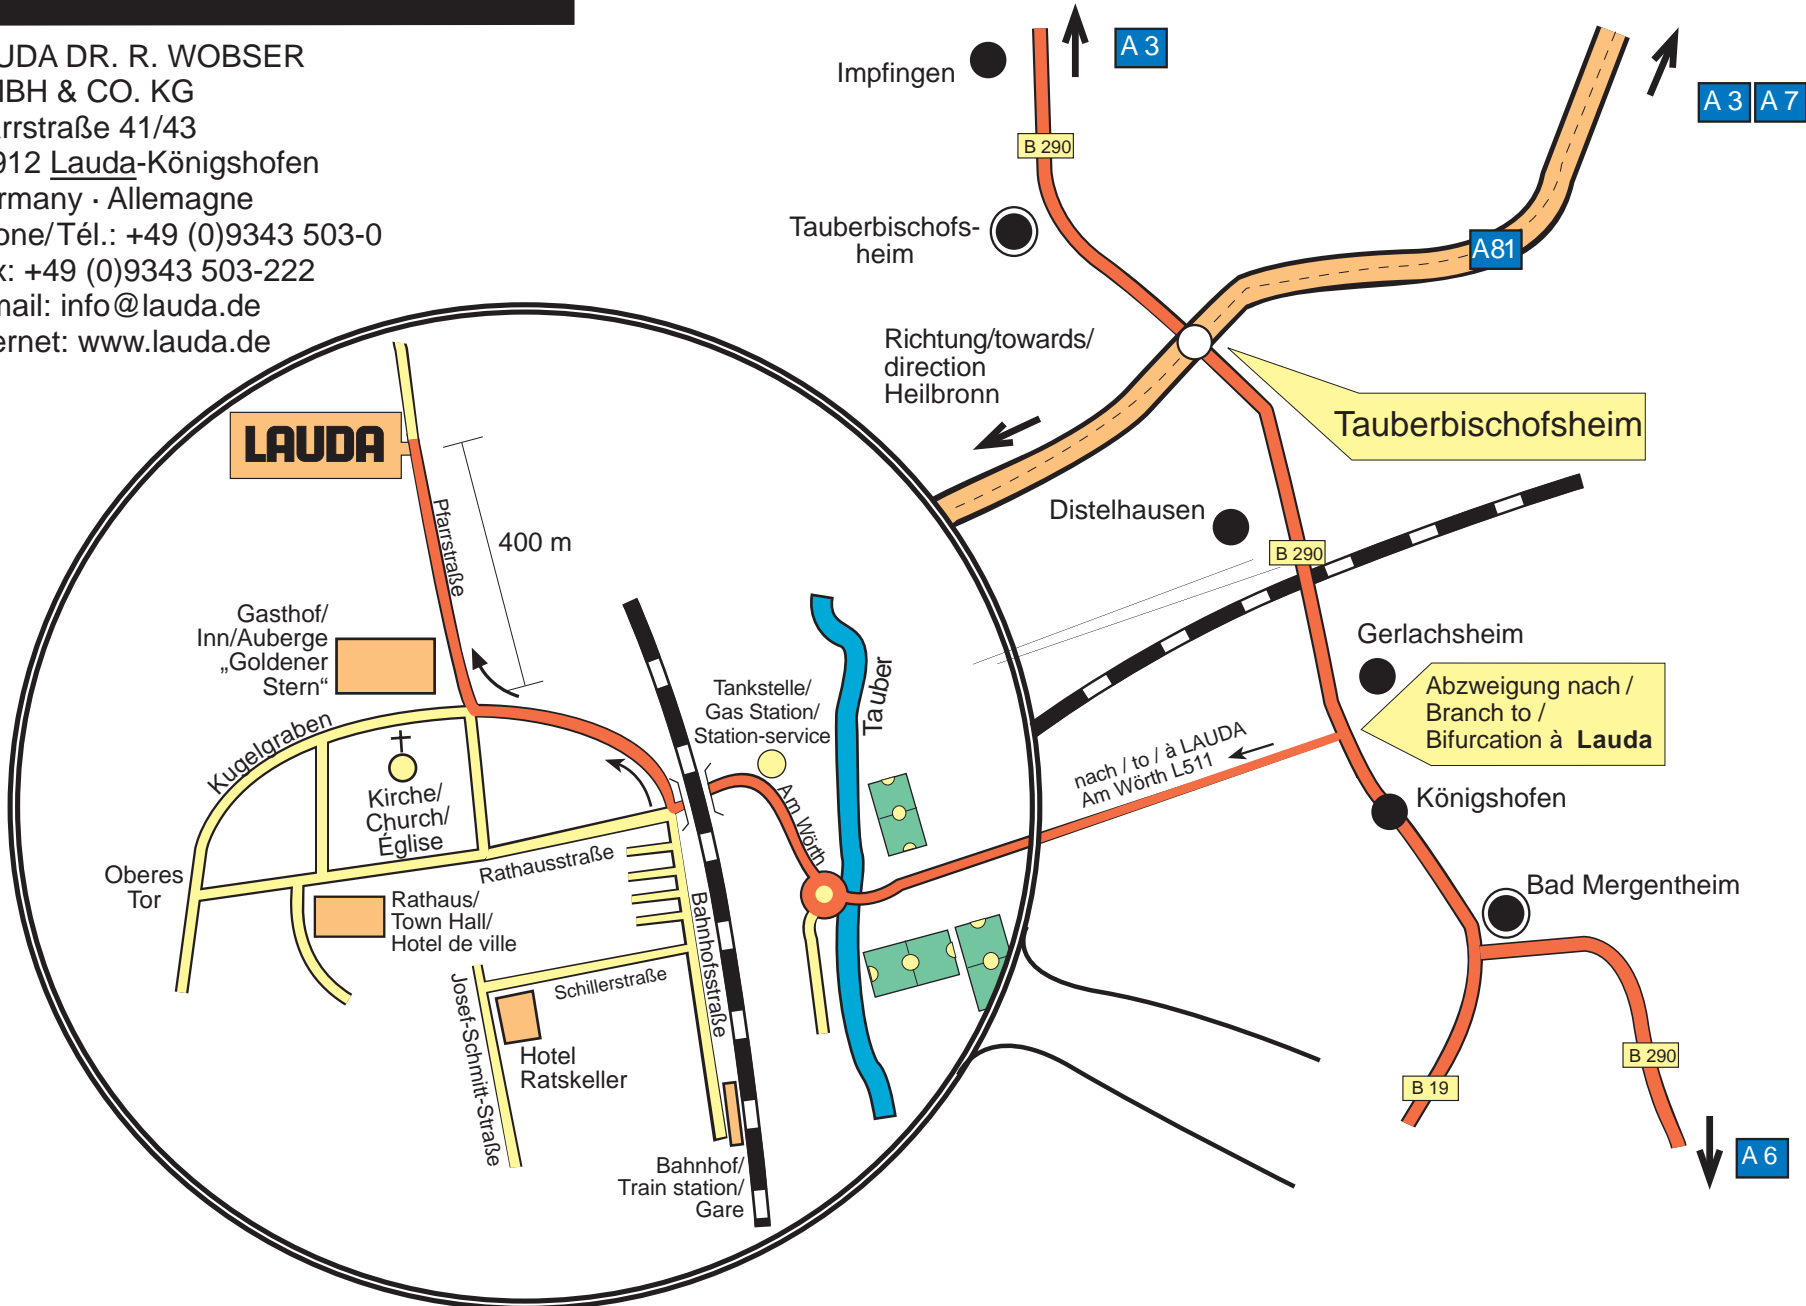 UDA DR. R. WOBSER
BH & CO. KG
rrstraße 41/43
912 Lauda-Königshofen
rmany · Allemagne
one/Tél.: +49 (0)9343 503-0
x: +49 (0)9343 503-222
mail: info@lauda.de
ernet: www.lauda.de
Impfingen
A 3
A 3 A 7
B 290
Tauberbischofs-
heim
A81
Richtung/towards/
direction
Heilbronn
Tauberbischofsheim
Distelhausen
B 290
Gerlachsheim
Abzweigung nach /
Branch to /
Bifurcation à Lauda
nach / to / à LAUDA
Am Wörth L511
Königshofen
Bad Mergentheim
B 290
B 19
A 6
LAUDA
Pfarrstraße
400 m
Gasthof/
Inn/Auberge
„Goldener
Stern“
Kugelgraben
Kirche/
Church/
Église
Tankstelle/
Gas Station/
Station-service
Tauber
Am Wörth
Oberes
Tor
Rathausstraße
Rathaus/
Town Hall/
Hotel de ville
Bahnhofsstraße
Schillerstraße
Josef-Schmitt-Straße
Hotel
Ratskeller
Bahnhof/
Train station/
Gare